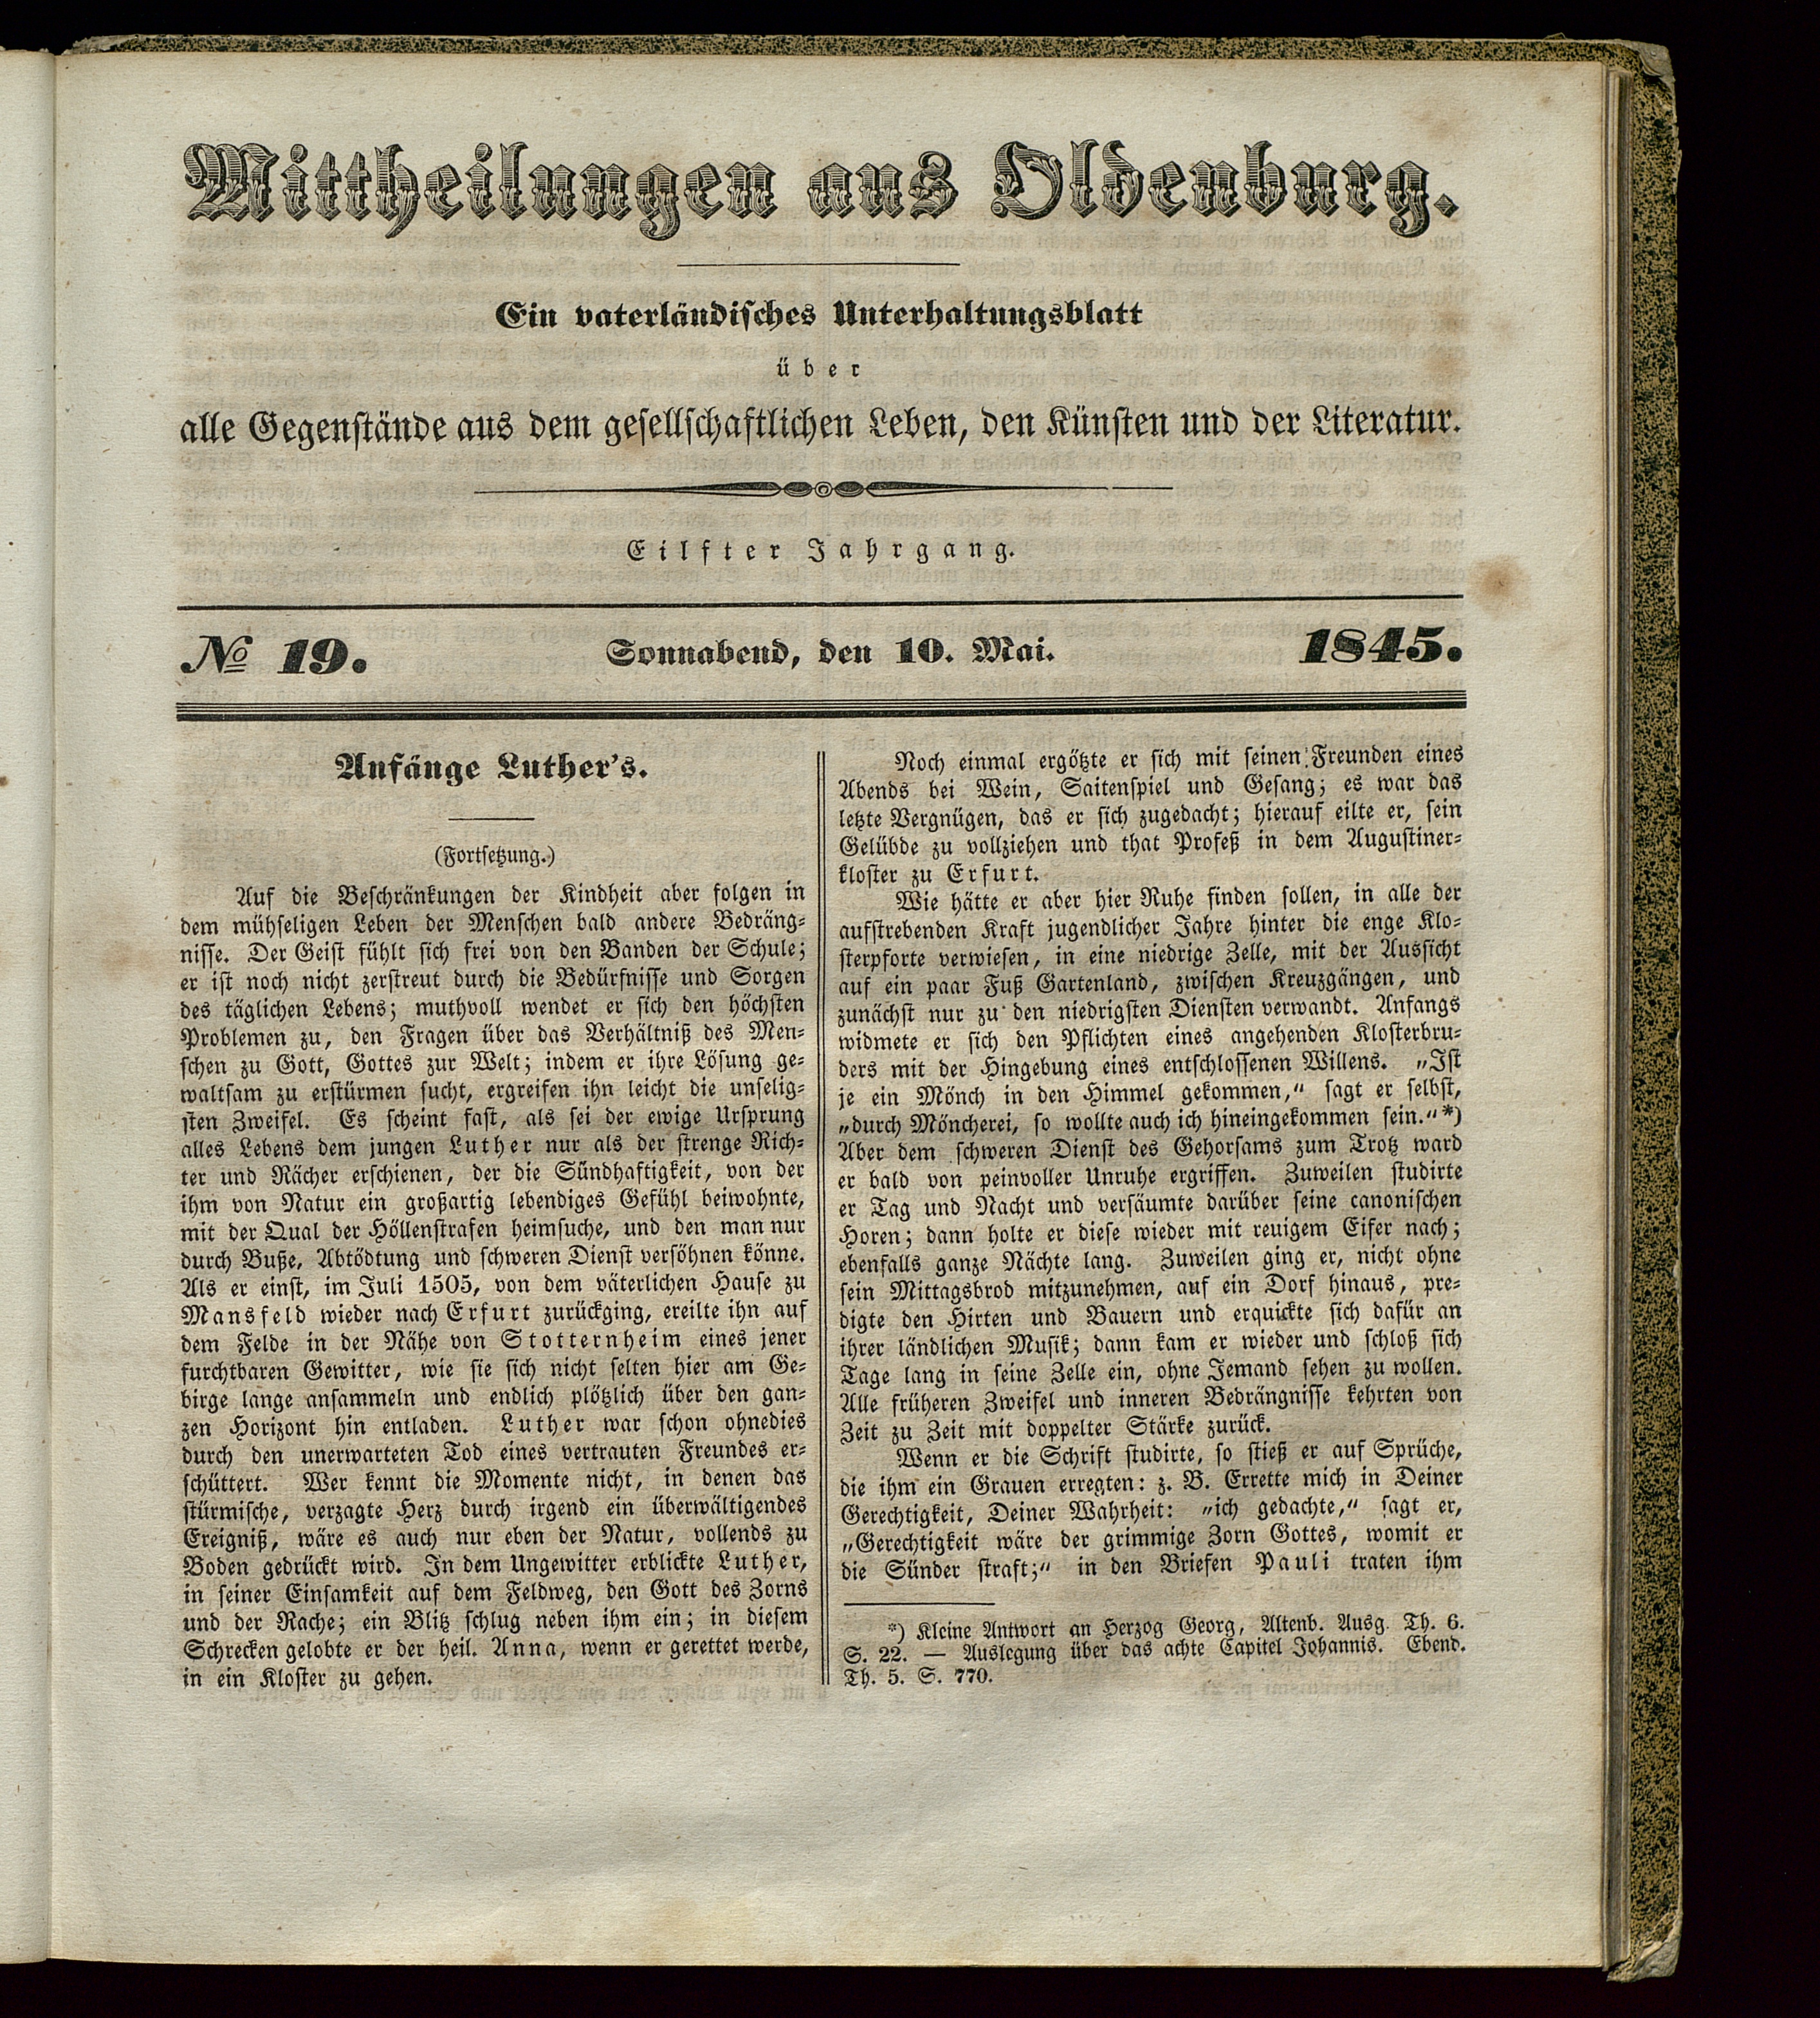 Mittheilungen aus Oldenburg.
Ein vaterländisches Unterhaltungsblatt
über
alle Gegenstände aus dem gesellschaftlichen Leben, den Künsten und der Literatur.
Eilfter Jahrgang.
No 19.
Sonnabend, den 10. Mai.
1845.
Anfänge Luther's.
(Fortsetzung.)
Auf die Beschränkungen der Kindheit aber folgen in
dem mühseligen Leben der Menschen bald andere Bedräng-
nisse. Der Geist fühlt sich frei von den Banden der Schule;
er ist noch nicht zerstreut durch die Bedürfnisse und Sorgen
des täglichen Lebens; muthvoll wendet er sich den höchsten
Problemen zu, den Fragen über das Verhältniß des Men-
schen zu Gott, Gottes zur Welt; indem er ihre Lösung ge-
waltsam zu erstürmen sucht, ergreifen ihn leicht die unselig-
sten Zweifel. Es scheint fast, als sei der ewige Ursprung
alles Lebens dem jungen Luther nur als der strenge Rich-
ter und Rächer erschienen, der die Sündhaftigkeit, von der
ihm von Natur ein großartig lebendiges Gefühl beiwohnte,
mit der Qual der Höllenstrafen heimsuche, und den man nur
durch Buße, Abtödtung und schweren Dienst versöhnen könne.
Als er einst, im Juli 1505, von dem väterlichen Hause zu
Mansfeld wieder nach Erfurt zurückging, ereilte ihn auf
dem Felde in der Nähe von Stotternheim eines jener
furchtbaren Gewitter, wie sie sich nicht selten hier am Ge-
birge lange ansammeln und endlich plötzlich über den gan-
zen Horizont hin entladen. Luther war schon ohnedies
durch den unerwarteten Tod eines vertrauten Freundes er-
schüttert. Wer kennt die Momente nicht, in denen das
stürmische, verzagte Herz durch irgend ein überwältigendes
Ereigniß, wäre es auch nur eben der Natur, vollends zu
Boden gedrückt wird. In dem Ungewitter erblickte Luther,
in seiner Einsamkeit auf dem Feldweg, den Gott des Zorns
und der Rache; ein Blitz schlug neben ihm ein; in diesem
Schrecken gelobte er der heil. Anna, wenn er gerettet werde,
in ein Kloster zu gehen.
Noch einmal ergötzte er sich mit seinen Freunden eines
Abends bei Wein, Saitenspiel und Gesang; es war das
letzte Vergnügen, das er sich zugedacht; hierauf eilte er, sein
Gelübde zu vollziehen und that Profeß in dem Augustiner-
kloster zu Erfurt.
Wie hätte er aber hier Ruhe finden sollen, in alle der
aufstrebenden Kraft jugendlicher Jahre hinter die enge Klo-
sterpforte verwiesen, in eine niedrige Zelle, mit der Aussicht
auf ein paar Fuß Gartenland, zwischen Kreuzgängen, und
zunächst nur zu den niedrigsten Diensten verwandt. Anfangs
widmete er sich den Pflichten eines angehenden Klosterbru-
ders mit der Hingebung eines entschlossenen Willens. „Ist
je ein Mönch in den Himmel gekommen,“ sagt er selbst,
„durch Möncherei, so wollte auch ich hineingekommen sein.“*)
Aber dem schweren Dienst des Gehorsams zum Trotz ward
er bald von peinvoller Unruhe ergriffen. Zuweilen studirte
er Tag und Nacht und versäumte darüber seine canonischen
Horen; dann holte er diese wieder mit reuigem Eifer nach;
ebenfalls ganze Nächte lang. Zuweilen ging er, nicht ohne
sein Mittagsbrod mitzunehmen, auf ein Dorf hinaus, pre-
digte den Hirten und Bauern und erquickte sich dafür an
ihrer ländlichen Musik; dann kam er wieder und schloß sich
Tage lang in seine Zelle ein, ohne Jemand sehen zu wollen.
Alle früheren Zweifel und inneren Bedrängnisse kehrten von
Zeit zu Zeit mit doppelter Stärke zurück.
Wenn er die Schrift studirte, so stieß er auf Sprüche,
die ihm ein Grauen erregten: z. B. Errette mich in Deiner
Gerechtigkeit, Deiner Wahrheit: „ich gedachte,“ sagt er,
„Gerechtigkeit wäre der grimmige Zorn Gottes, womit er
die Sünder straft;“ in den Briefen Pauli traten ihm
*) Kleine Antwort an Herzog Georg, Altenb. Ausg. Th. 6.
S. 22. — Auslegung über das achte Capitel Johannis. Ebend.
Th. 5. S. 770.